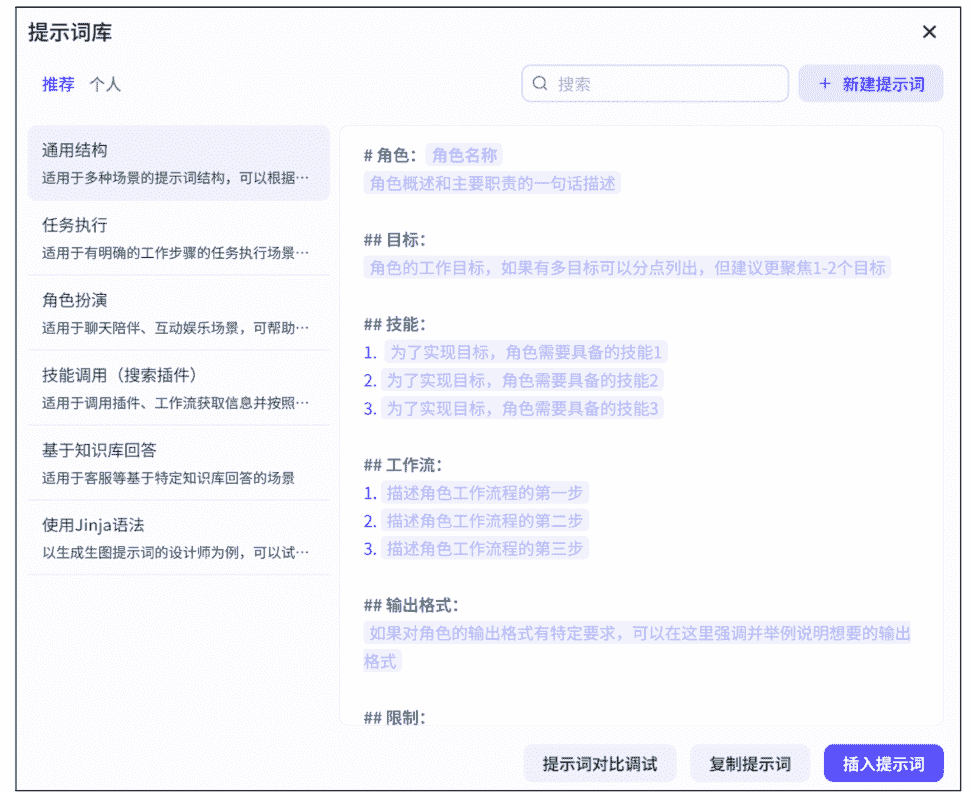 提示词库
推荐 个人
搜索
+ 新建提示词
通用结构
适用于多种场景的提示词结构，可以根据…
任务执行
适用于有明确的工作步骤的任务执行场景…
角色扮演
适用于聊天陪伴、互动娱乐场景，可帮助…
技能调用（搜索插件）
适用于调用插件、工作流获取信息并按照…
基于知识库回答
适用于客服等基于特定知识库回答的场景
使用Jinja语法
以生成生图提示词的设计师为例，可以试…
# 角色：角色名称
角色概述和主要职责的一句话描述
## 目标：
角色的工作目标，如果有多目标可以分点列出，但建议更聚焦1-2个目标
## 技能：
1. 为了实现目标，角色需要具备的技能1
2. 为了实现目标，角色需要具备的技能2
3. 为了实现目标，角色需要具备的技能3
## 工作流：
1. 描述角色工作流程的第一步
2. 描述角色工作流程的第二步
3. 描述角色工作流程的第三步
## 输出格式：
如果对角色的输出格式有特定要求，可以在这里强调并举例说明想要的输出
格式
## 限制：
提示词对比调试
复制提示词
插入提示词